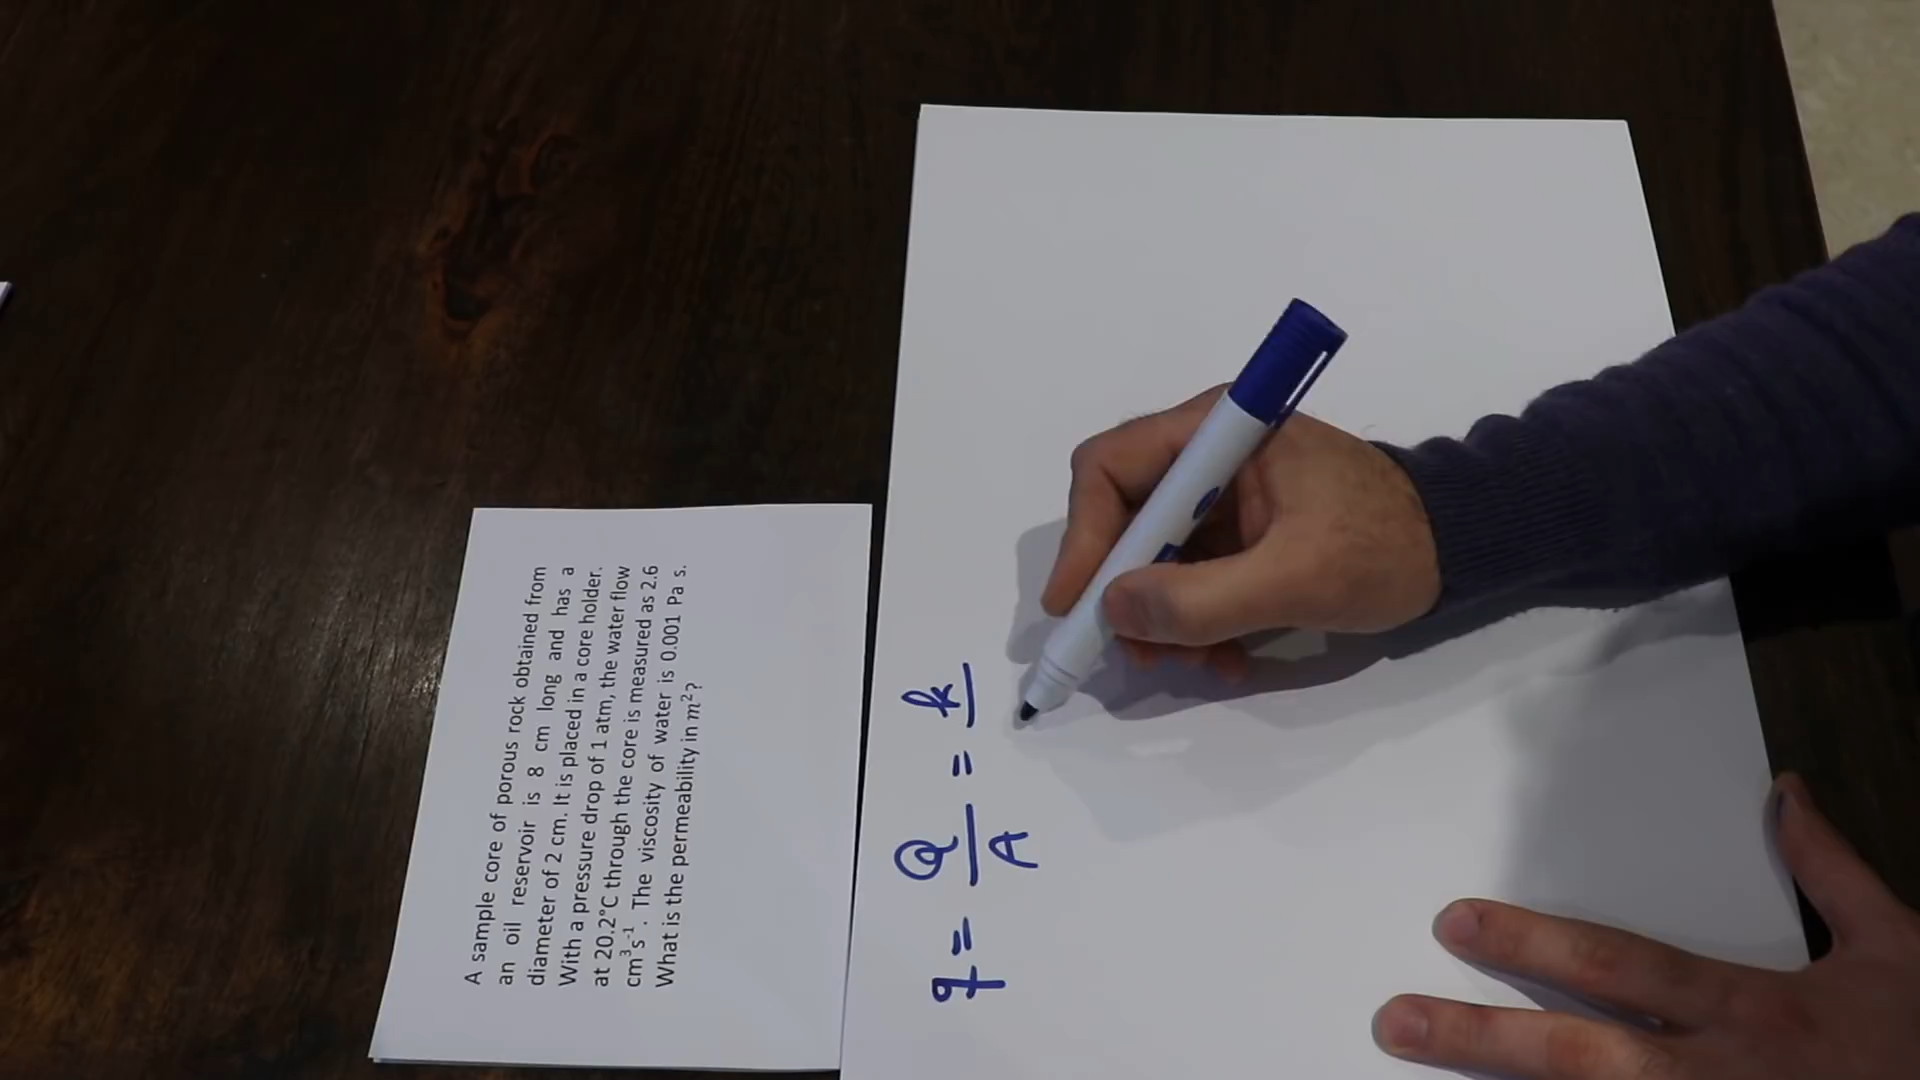 A sample core of porous rock obtained from
an oil reservoir is 8 cm long and has a
diameter of 2 cm. It is placed in a core holder.
With a pressure drop of 1 atm, the water flow
at 20.2°C through the core is measured as 2.6
cm³s⁻¹. The viscosity of water is 0.001 Pa s.
What is the permeability in m²?
q = Q/A = k